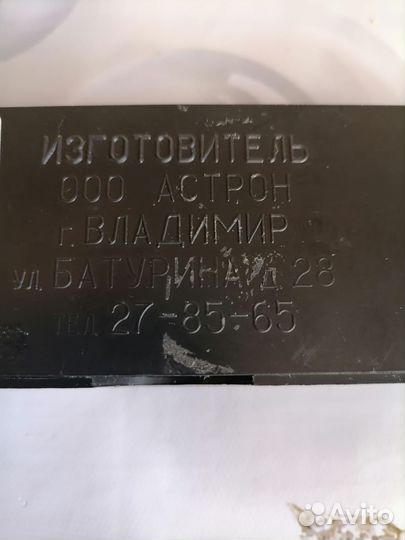 ИЗГОТОВИТЕЛЬ
ООО АСТРОН
г. ВЛАДИМИР
ул. БАТУРИНА, Д. 28
ТЕЛ. 27-85-65
Avito